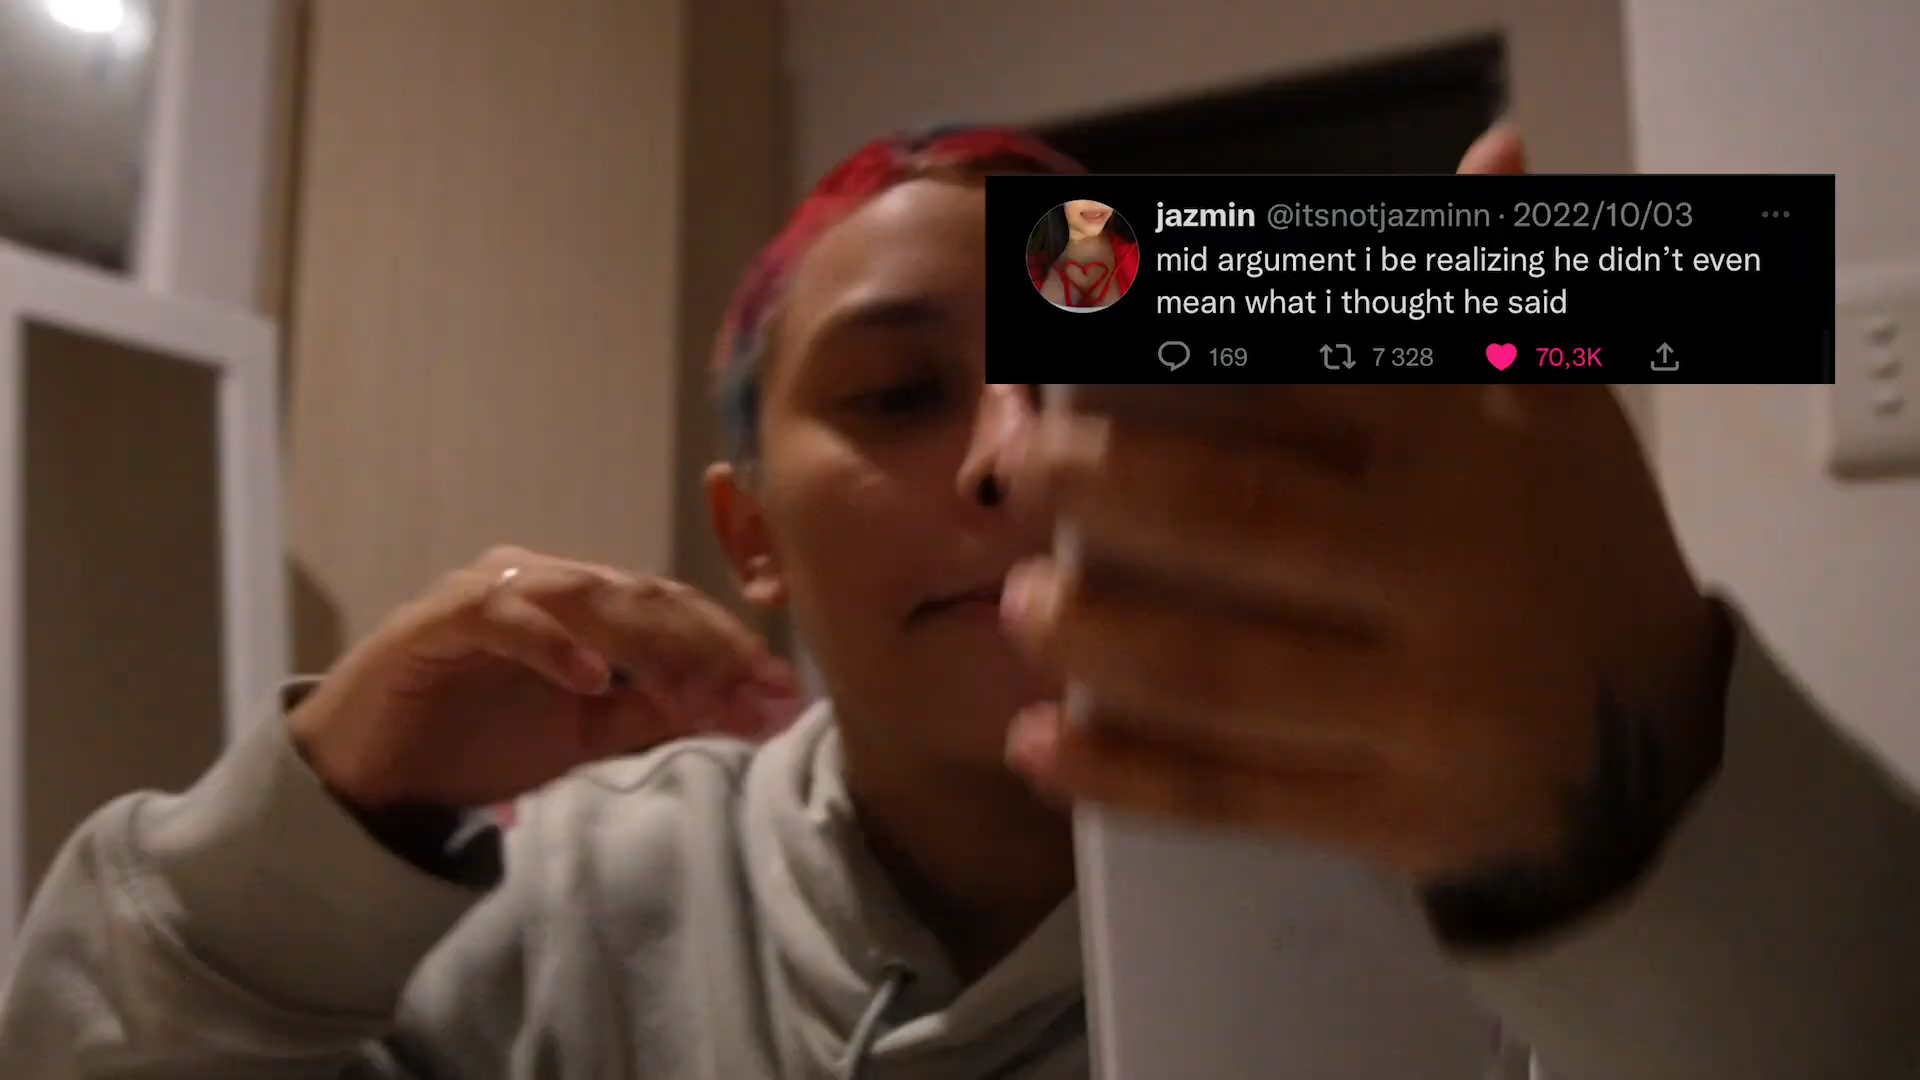 jazmin @itsnotjazminn · 2022/10/03
mid argument i be realizing he didn’t even
mean what i thought he said
169 7 328 70,3K